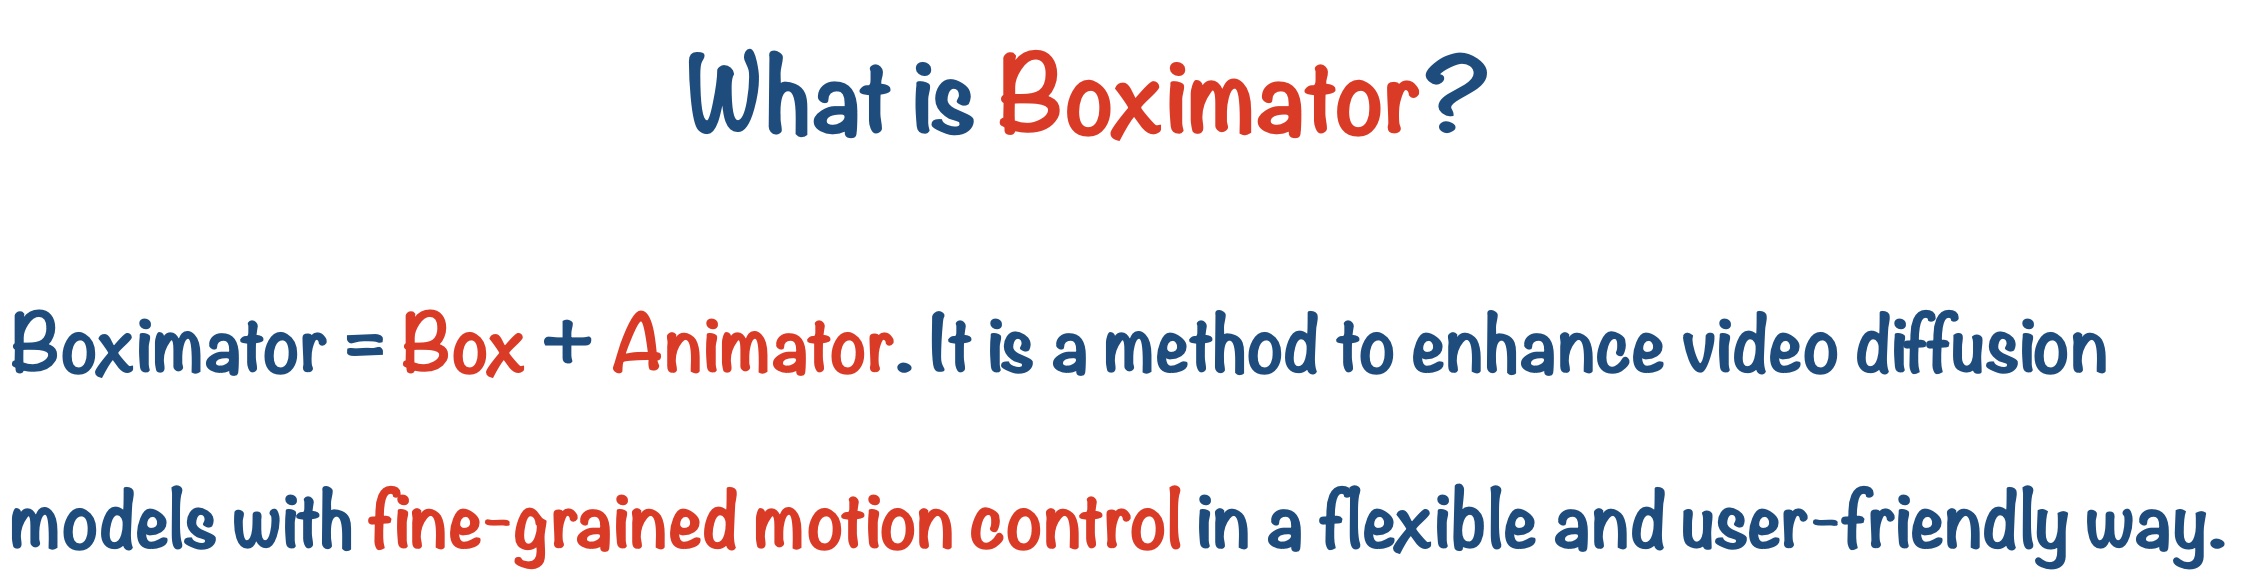 What is Boximator?
Boximator = Box + Animator. It is a method to enhance video diffusion
models with fine-grained motion control in a flexible and user-friendly way.